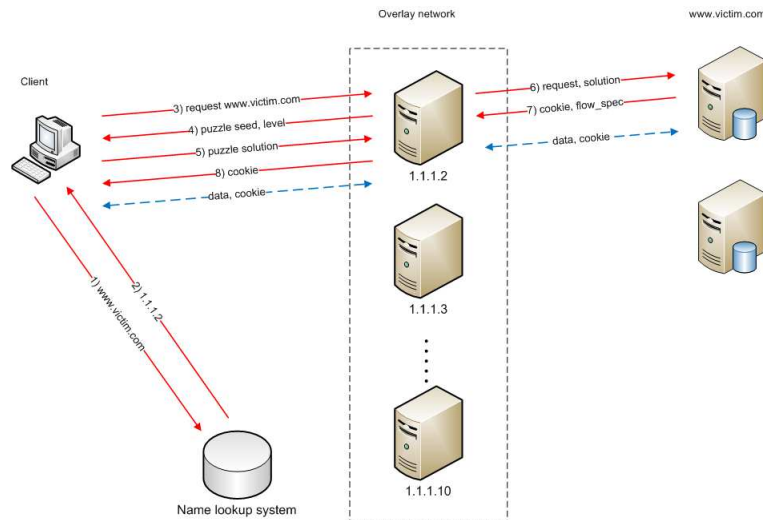 Overlay network
www.victim.com
Client
3) request www.victim.com
4) puzzle seed, level
5) puzzle solution
8) cookie
data, cookie
6) request, solution
7) cookie, flow_spec
data, cookie
1.1.1.2
1.1.1.3
1.1.1.10
1) www.victim.com
2) 1.1.1.2
Name lookup system